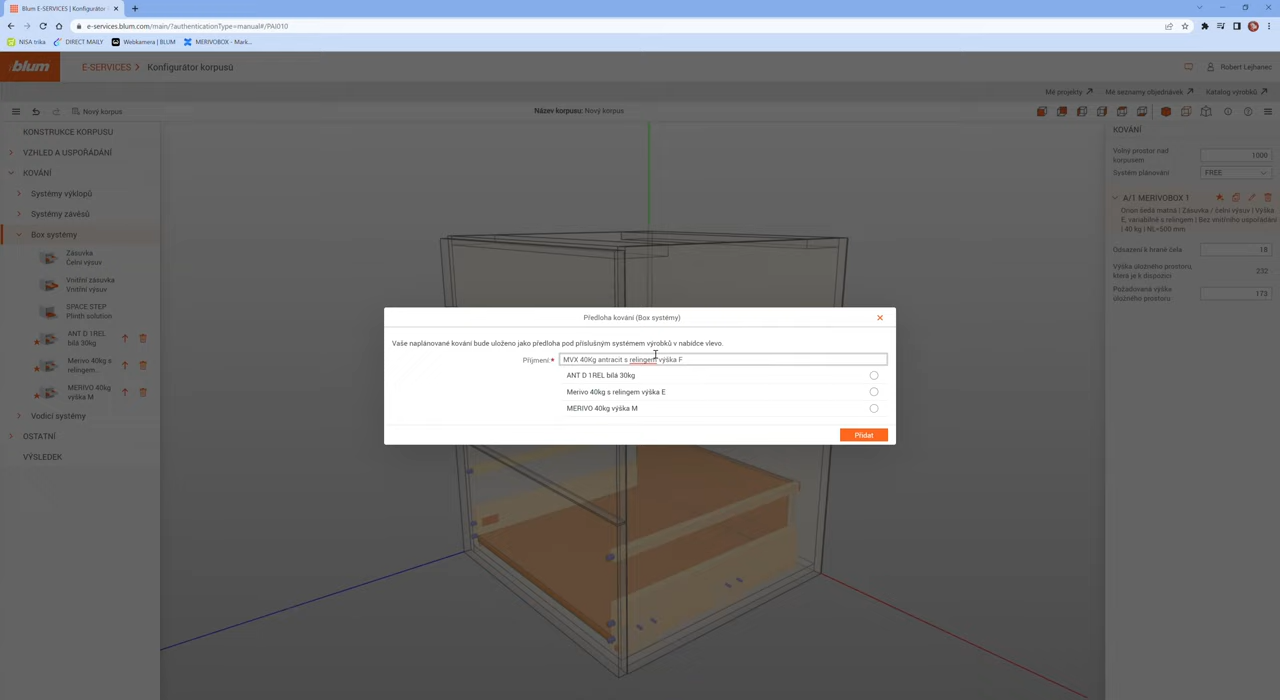 Blum E-SERVICES | Konfigurát
e-services.blum.com/main/?authenticationType=manual#/PAI010
NISA trika
DIRECT MAILY
Webkamera | BLUM
MERIVOBOX - Mark...
blum
E-SERVICES
Konfigurátor korpusů
Robert Lejhanec
Mé projekty
Mé seznamy objednávek
Katalog výrobků
Nový korpus
Název korpusu: Nový korpus
KONSTRUKCE KORPUSU
VZHLED A USPOŘÁDÁNÍ
KOVÁNÍ
Systémy výklopů
Systémy závěsů
Box systémy
Zásuvka
Čelní výsuv
Vnitřní zásuvka
Vnitřní výsuv
SPACE STEP
Plinth solution
ANT D 1REL
bílá 30kg
Merivo 40kg s
relingem...
MERIVO 40kg
výška M
Vodicí systémy
OSTATNÍ
VÝSLEDEK
Předloha kování (Box systémy)
Vaše naplánované kování bude uloženo jako předloha pod příslušným systémem výrobků v nabídce vlevo.
Příjmení:* MVX 40Kg antracit s relingem výška F
ANT D 1REL bílá 30kg
Merivo 40kg s relingem výška E
MERIVO 40kg výška M
Přidat
KOVÁNÍ
Volný prostor nad
korpusem
1000
Systém plánování
FREE
A/1 MERIVOBOX 1
Orion šedá matná | Zásuvka / čelní výsuv | Výška
E, variabilně s relingem | Bez vnitřního uspořádání
| 40 kg | NL=500 mm
Odsazení k hraně čela
18
Výška úložného prostoru,
která je k dispozici
232
Požadovaná výška
úložného prostoru
173